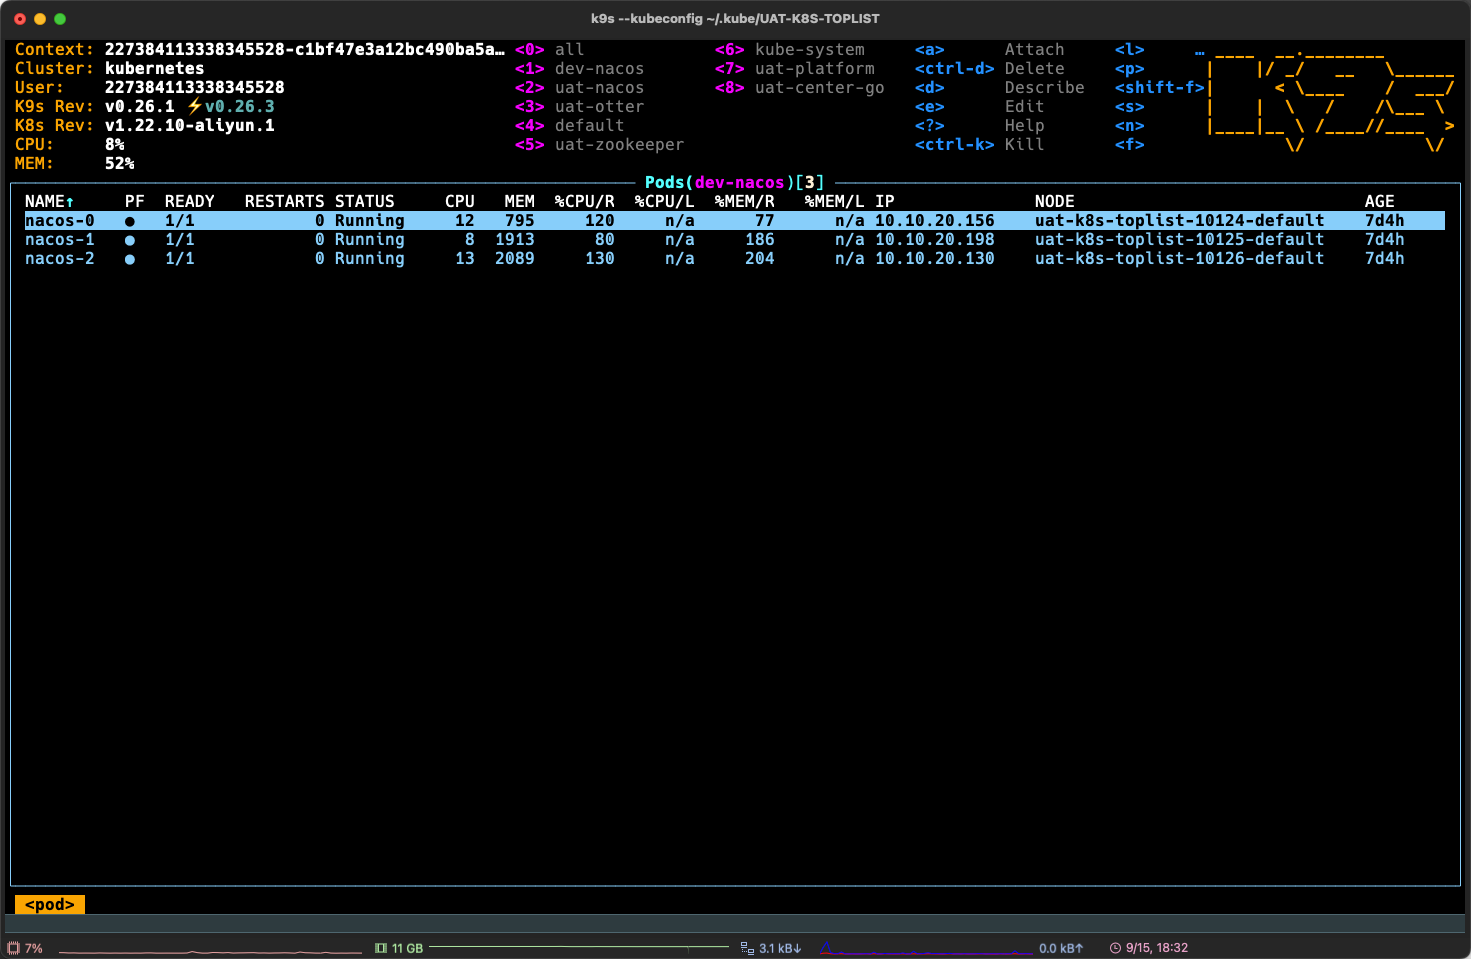 k9s --kubeconfig ~/.kube/UAT-K8S-TOPLIST
Context: 227384113338345528-c1bf47e3a12bc490ba5a… <0> all <6> kube-system <a> Attach <l> …
Cluster: kubernetes <1> dev-nacos <7> uat-platform <ctrl-d> Delete <p>
User: 227384113338345528 <2> uat-nacos <8> uat-center-go <d> Describe <shift-f>
K9s Rev: v0.26.1 ⚡v0.26.3 <3> uat-otter <e> Edit <s>
K8s Rev: v1.22.10-aliyun.1 <4> default <?> Help <n>
CPU: 8% <5> uat-zookeeper <ctrl-k> Kill <f>
MEM: 52%
Pods(dev-nacos)[3]
NAME↑ PF READY RESTARTS STATUS CPU MEM %CPU/R %CPU/L %MEM/R %MEM/L IP NODE AGE
nacos-0 ● 1/1 0 Running 12 795 120 n/a 77 n/a 10.10.20.156 uat-k8s-toplist-10124-default 7d4h
nacos-1 ● 1/1 0 Running 8 1913 80 n/a 186 n/a 10.10.20.198 uat-k8s-toplist-10125-default 7d4h
nacos-2 ● 1/1 0 Running 13 2089 130 n/a 204 n/a 10.10.20.130 uat-k8s-toplist-10126-default 7d4h
<pod>
7% 11 GB 3.1 kB↓ 0.0 kB↑ 9/15, 18:32